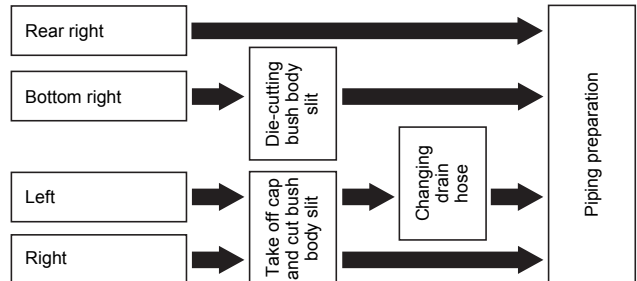 Rear right
Bottom right
Die-cutting
bush body
slit
Left
Take off cap
and cut bush
body slit
Changing
drain
hose
Right
Piping preparation